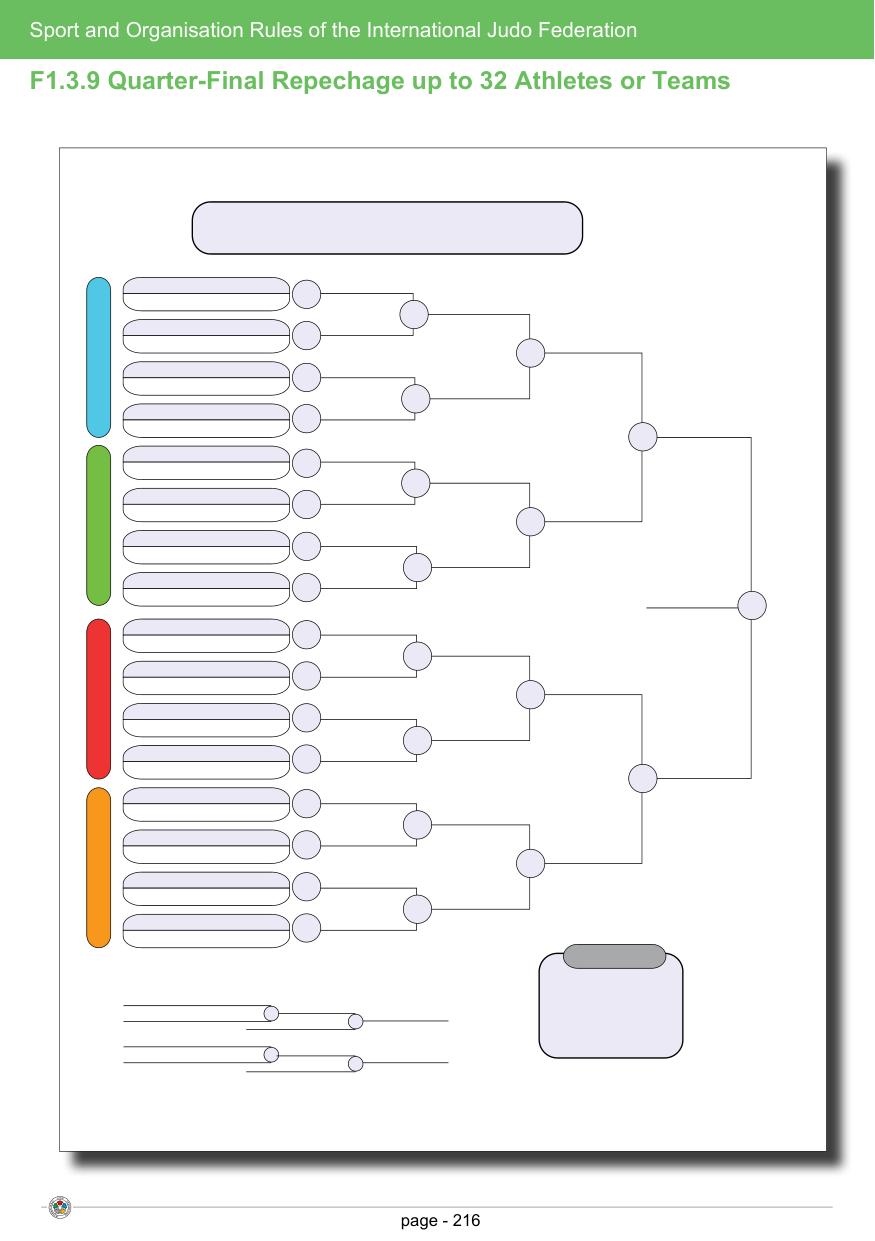 Sport and Organisation Rules of the International Judo Federation
F1.3.9 Quarter-Final Repechage up to 32 Athletes or Teams
page - 216